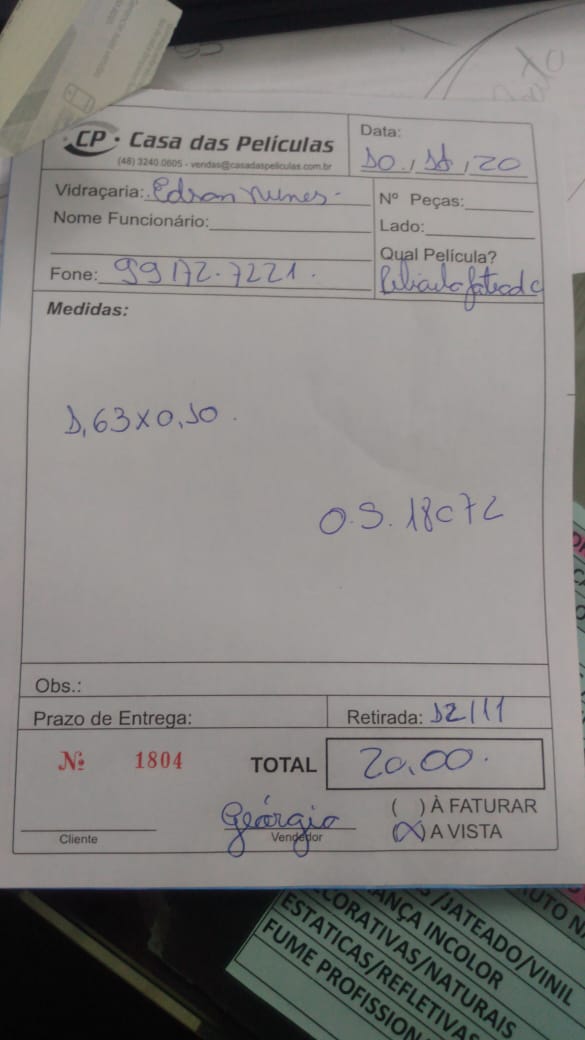 CP · Casa das Películas
(48) 3240.0605 - vendas@casadaspeliculas.com.br
Data:
10 / 11 / 20
Vidraçaria: Edson Nunes
Nome Funcionário:
Fone: 99172.7221.
Nº Peças:
Lado:
Qual Película?
Medidas:
1,63x0,10.
O.S. 18072
Obs.:
Prazo de Entrega:
Retirada: 12/11
Nº 1804
TOTAL 20,00.
Geórgio
Cliente
Vendedor
( ) À FATURAR
(X) A VISTA
/JATEADO/VINIL
ANÇA INCOLOR
CORATIVAS/NATURAIS
ESTATICAS/REFLETIVAS
FUME PROFISSION